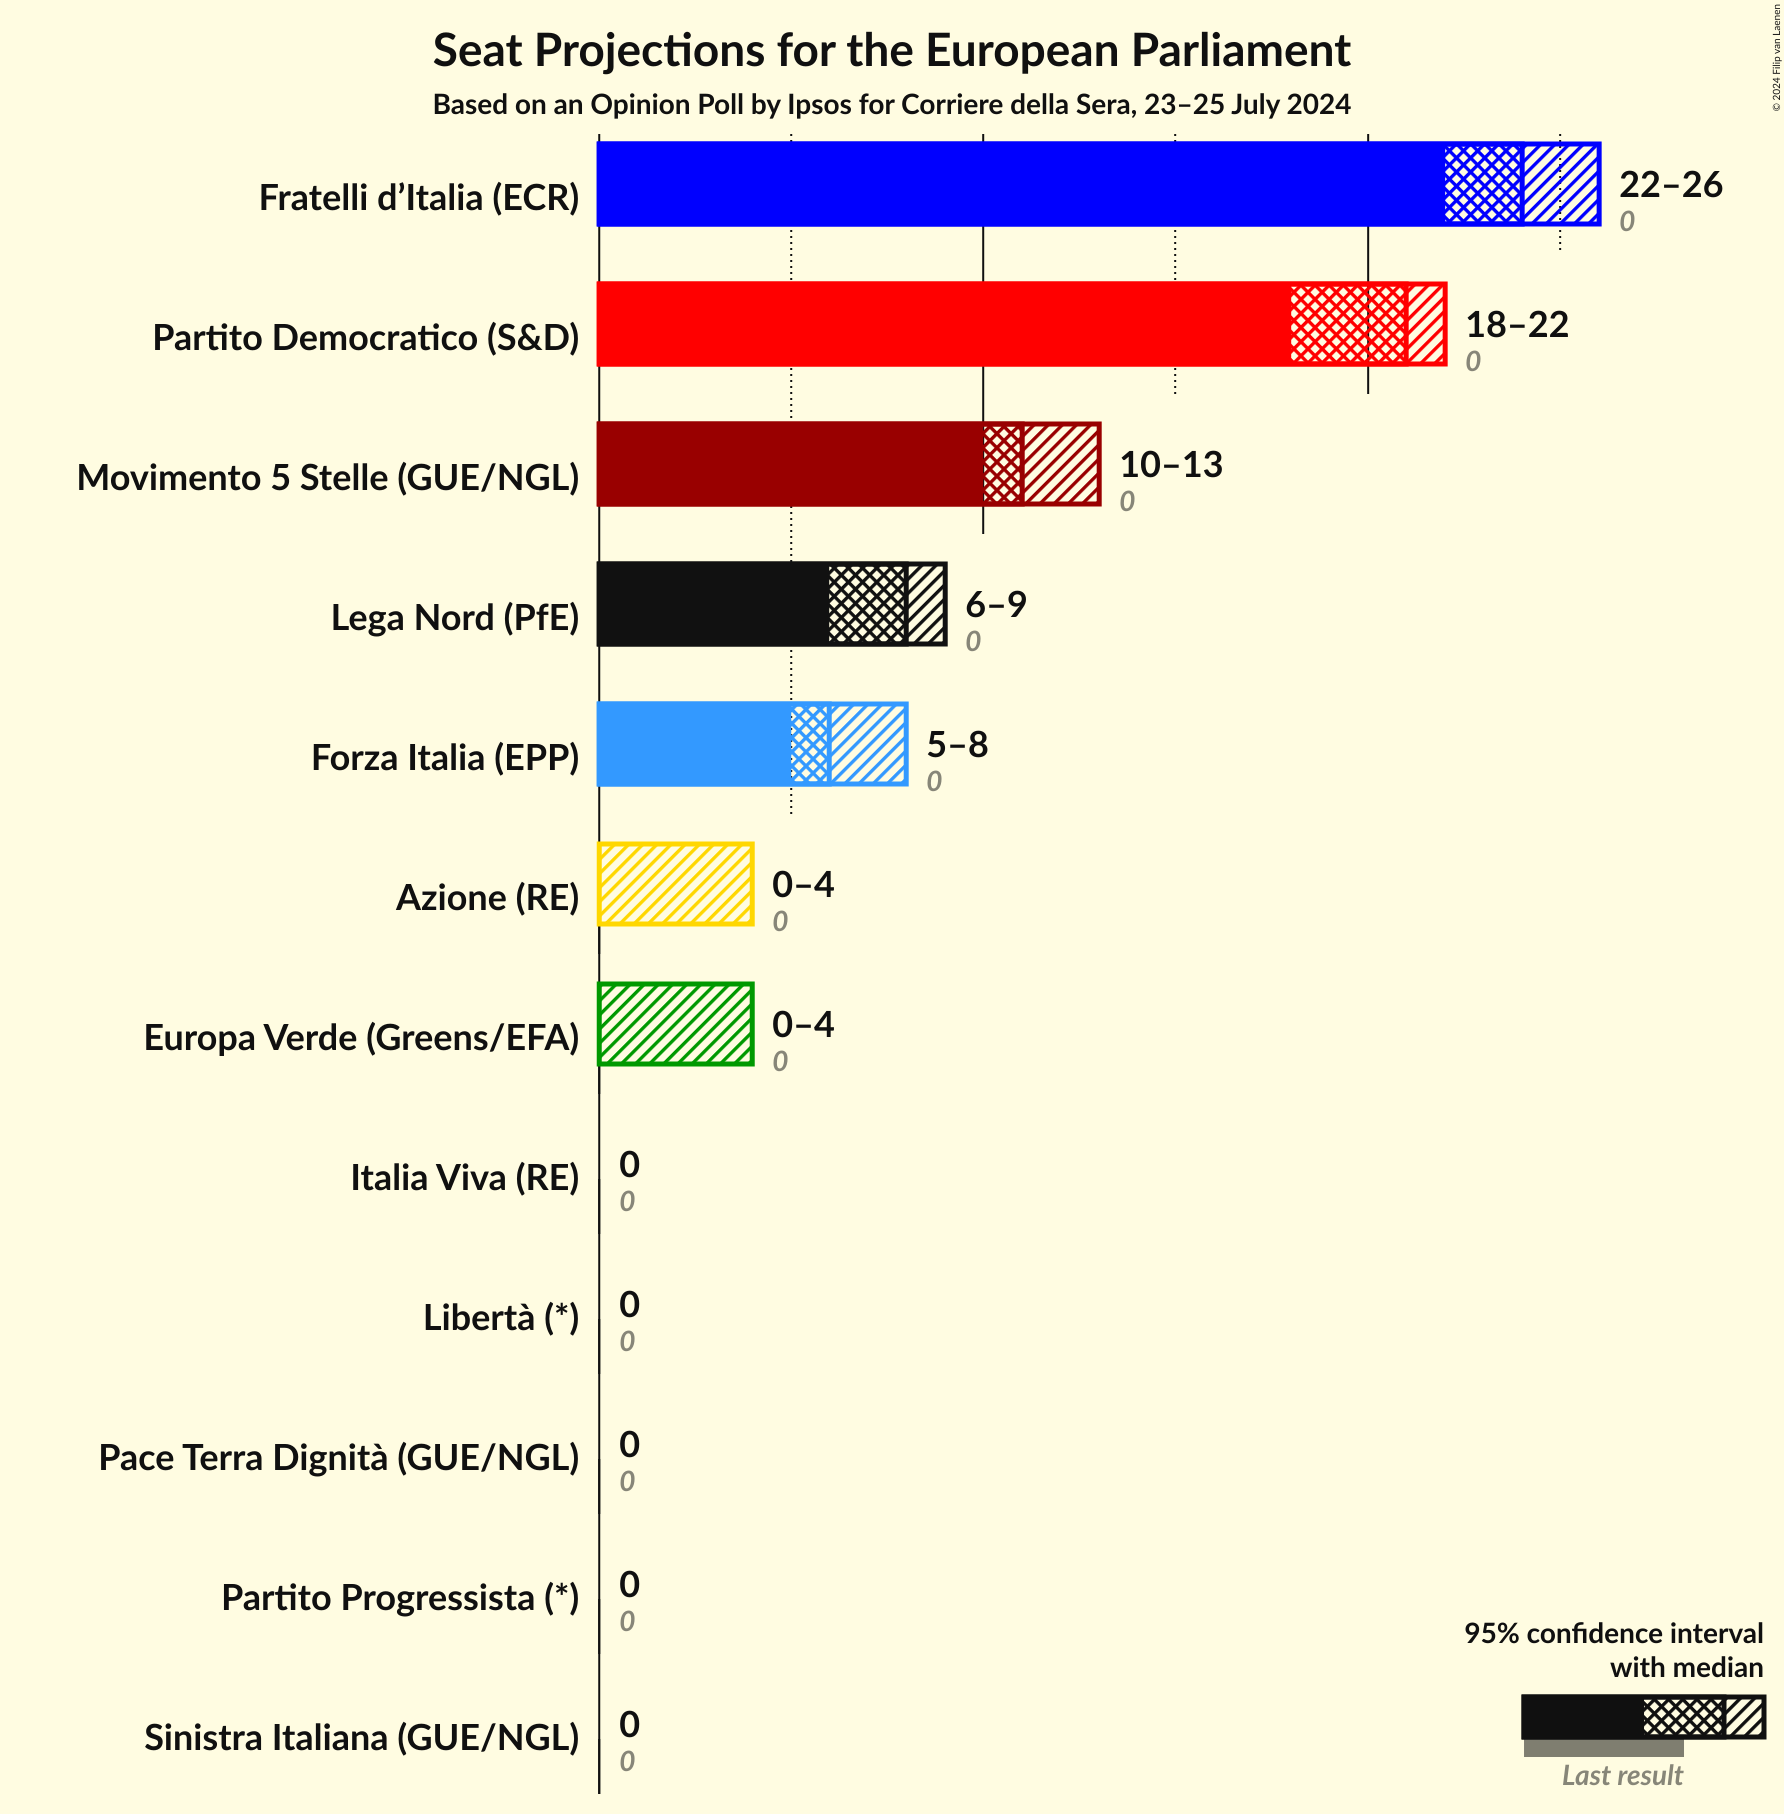 Seat Projections for the European Parliament
Based on an Opinion Poll by Ipsos for Corriere della Sera, 23–25 July 2024
© 2024 Filip van Laenen
Fratelli d’Italia (ECR)
22–26
0
Partito Democratico (S&D)
18–22
0
Movimento 5 Stelle (GUE/NGL)
10–13
0
Lega Nord (PfE)
6–9
0
Forza Italia (EPP)
5–8
0
Azione (RE)
0–4
0
Europa Verde (Greens/EFA)
0–4
0
Italia Viva (RE)
0
0
Libertà (*)
0
0
Pace Terra Dignità (GUE/NGL)
0
0
Partito Progressista (*)
0
0
Sinistra Italiana (GUE/NGL)
0
0
95% confidence interval
with median
Last result